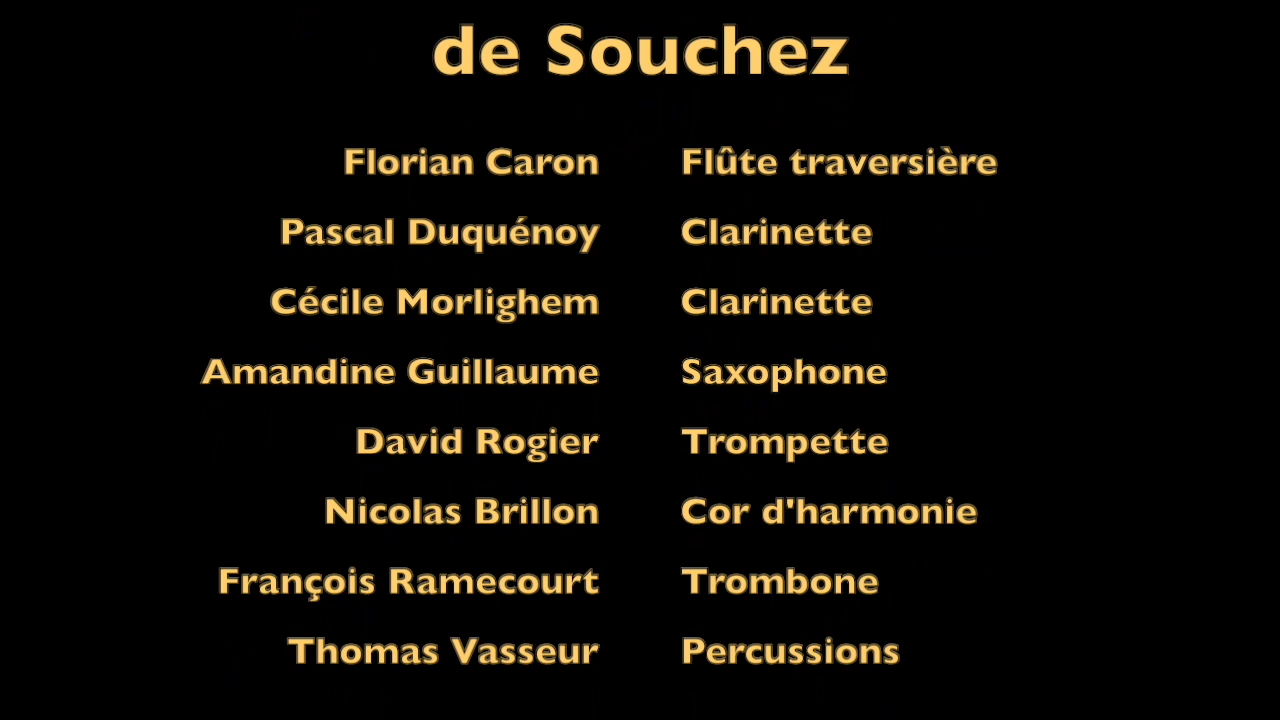 de Souchez
Florian Caron Flûte traversière
Pascal Duquénoy Clarinette
Cécile Morlighem Clarinette
Amandine Guillaume Saxophone
David Rogier Trompette
Nicolas Brillon Cor d'harmonie
François Ramecourt Trombone
Thomas Vasseur Percussions